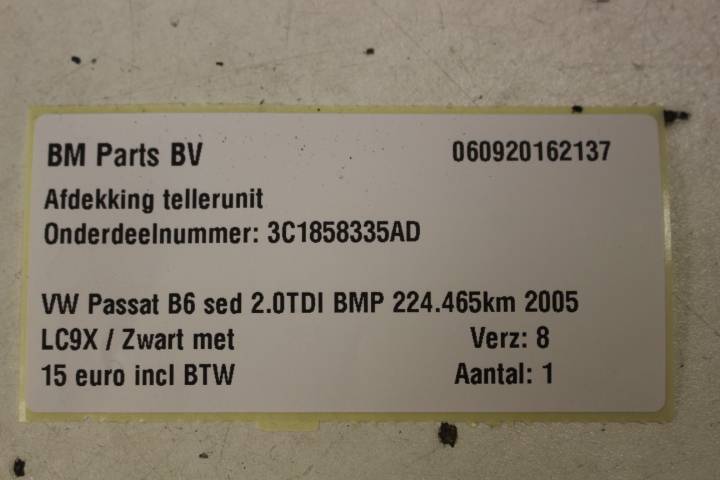 BM Parts BV 060920162137
Afdekking tellerunit
Onderdeelnummer: 3C1858335AD
VW Passat B6 sed 2.0TDI BMP 224.465km 2005
LC9X / Zwart met Verz: 8
15 euro incl BTW Aantal: 1